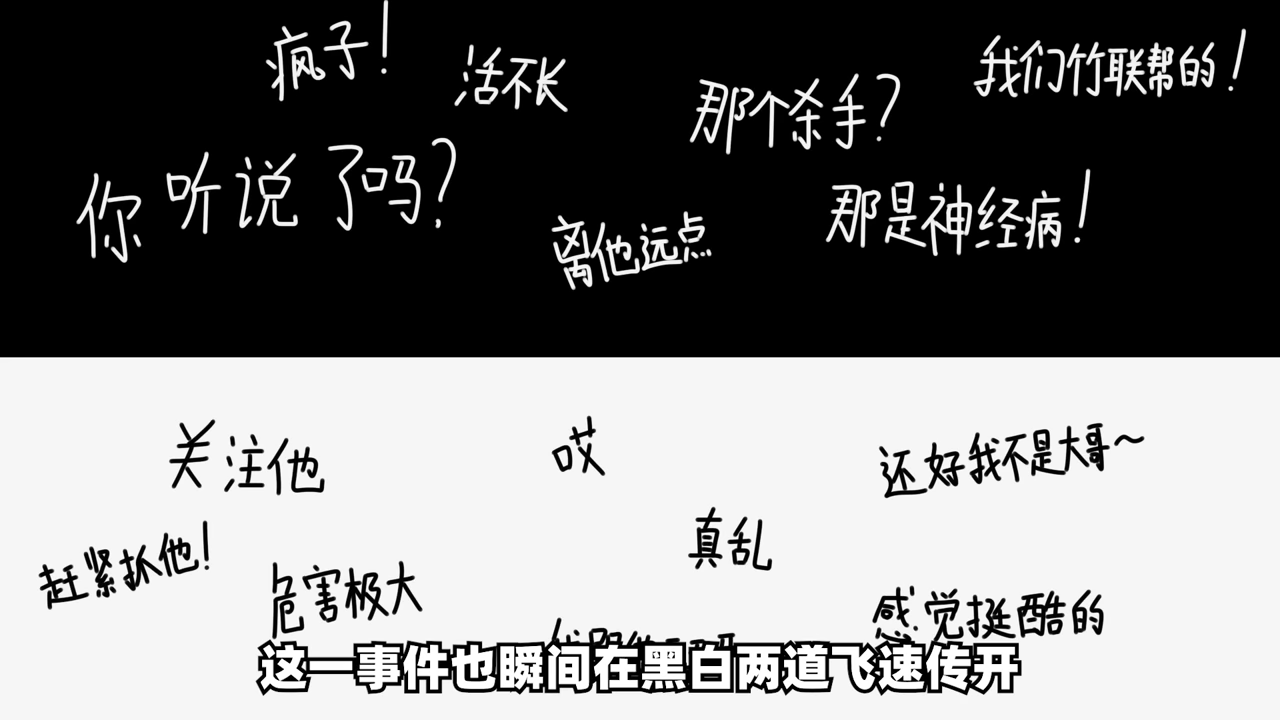 疯子!
活不长
那个杀手?
我们竹联帮的!
你听说了吗?
离他远点
那是神经病!
关注他
哎
还好我不是大哥~
真乱
赶紧抓他!
危害极大
感觉挺酷的
这一事件也瞬间在黑白两道飞速传开